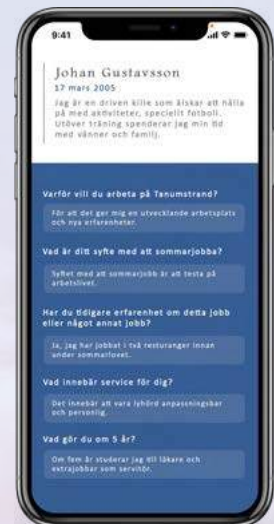 9:41
Johan Gustavsson
17 mars 2005
Jag är en driven kille som älskar att hålla
på med aktiviteter, speciellt fotboll.
Utöver träning spenderar jag min tid
med vänner och familj.
Varför vill du arbeta på Tanumstrand?
För att det ger mig en utvecklande arbetsplats
och nya erfarenheter.
Vad är ditt syfte med att sommarjobba?
Syftet med att sommarjobb är att testa på
arbetslivet.
Har du tidigare erfarenhet om detta jobb
eller något annat jobb?
Ja, jag har jobbat i två resturanger innan
under sommarlovet.
Vad innebär service för dig?
Det innebär att vara lyhörd anpassningsbar
och personlig.
Vad gör du om 5 år?
Om fem år studerar jag till läkare och
extrajobbar som servitör.